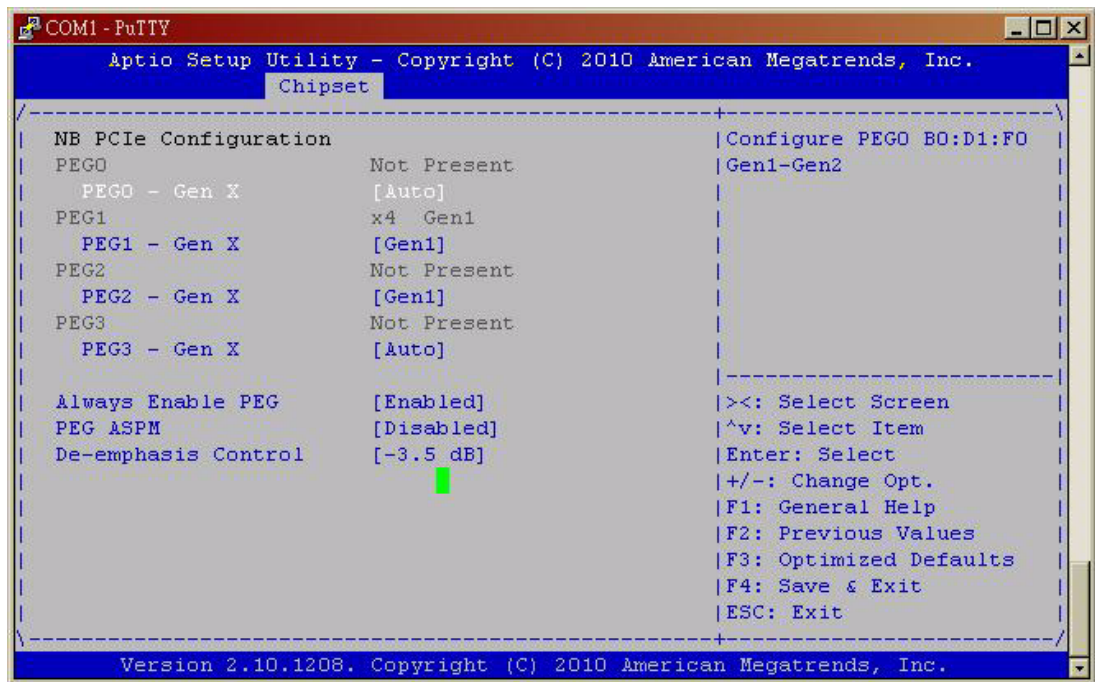 COM1 - PuTTY
Aptio Setup Utility - Copyright (C) 2010 American Megatrends, Inc.
Chipset
NB PCIe Configuration
PEG0 Not Present
PEG0 - Gen X [Auto]
PEG1 x4 Gen1
PEG1 - Gen X [Gen1]
PEG2 Not Present
PEG2 - Gen X [Gen1]
PEG3 Not Present
PEG3 - Gen X [Auto]
Always Enable PEG [Enabled]
PEG ASPM [Disabled]
De-emphasis Control [-3.5 dB]
Configure PEG0 B0:D1:F0
Gen1-Gen2
><: Select Screen
^v: Select Item
Enter: Select
+/-: Change Opt.
F1: General Help
F2: Previous Values
F3: Optimized Defaults
F4: Save & Exit
ESC: Exit
Version 2.10.1208. Copyright (C) 2010 American Megatrends, Inc.